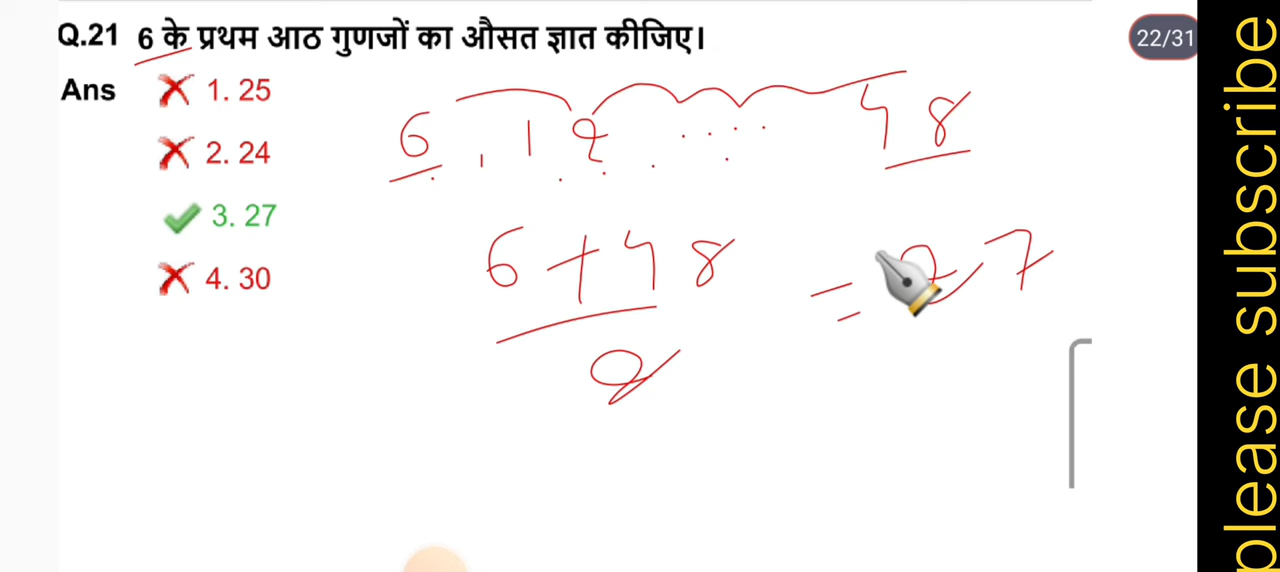 Q.21 6 के प्रथम आठ गुणजों का औसत ज्ञात कीजिए।
22/31
Ans 1. 25
2. 24
3. 27
4. 30
6, 12 .... 48
6+48
2
= 27
please subscribe